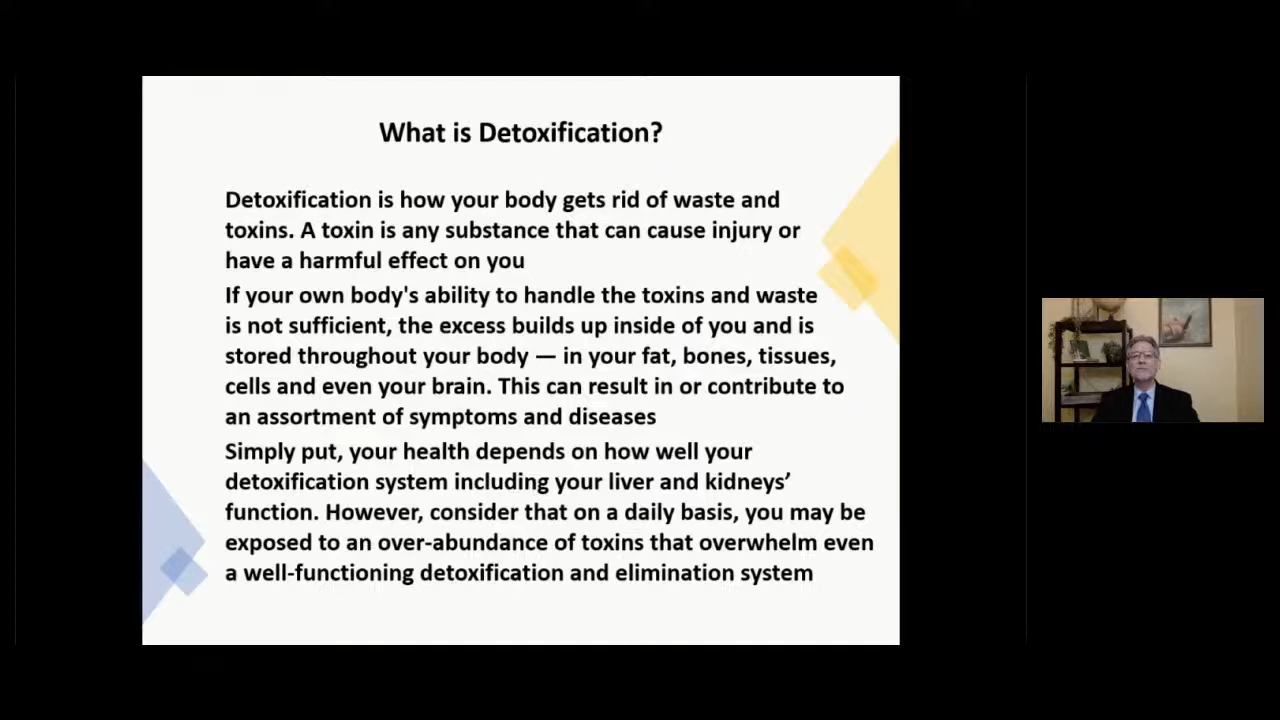 What is Detoxification?
Detoxification is how your body gets rid of waste and
toxins. A toxin is any substance that can cause injury or
have a harmful effect on you
If your own body's ability to handle the toxins and waste
is not sufficient, the excess builds up inside of you and is
stored throughout your body — in your fat, bones, tissues,
cells and even your brain. This can result in or contribute to
an assortment of symptoms and diseases
Simply put, your health depends on how well your
detoxification system including your liver and kidneys’
function. However, consider that on a daily basis, you may be
exposed to an over-abundance of toxins that overwhelm even
a well-functioning detoxification and elimination system